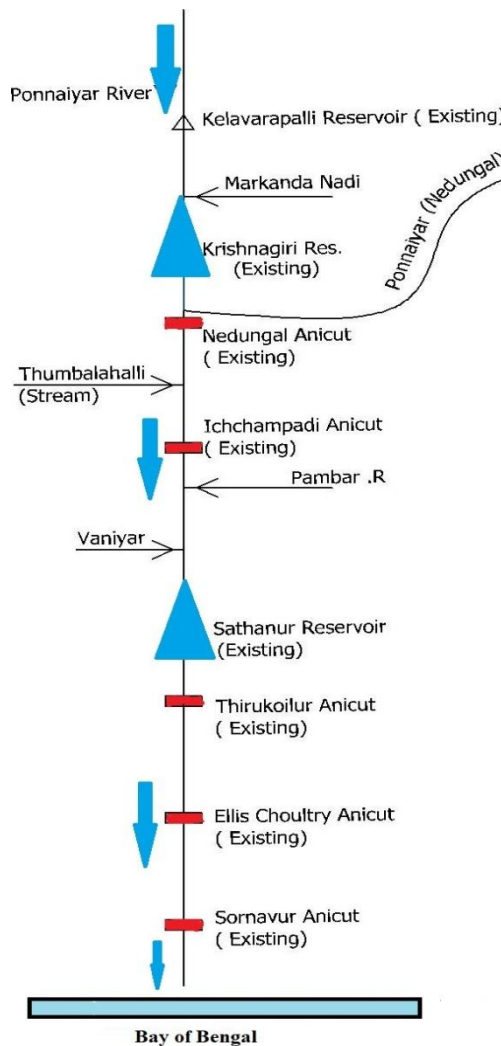 Ponnaiyar River
Kelavarapalli Reservoir ( Existing)
Markanda Nadi
Krishnagiri Res.
(Existing)
Ponnaiyar (Nedungal)
Nedungal Anicut
( Existing)
Thumbalahalli
(Stream)
Ichchampadi Anicut
( Existing)
Pambar .R
Vaniyar
Sathanur Reservoir
(Existing)
Thirukoilur Anicut
( Existing)
Ellis Choultry Anicut
( Existing)
Sornavur Anicut
( Existing)
Bay of Bengal